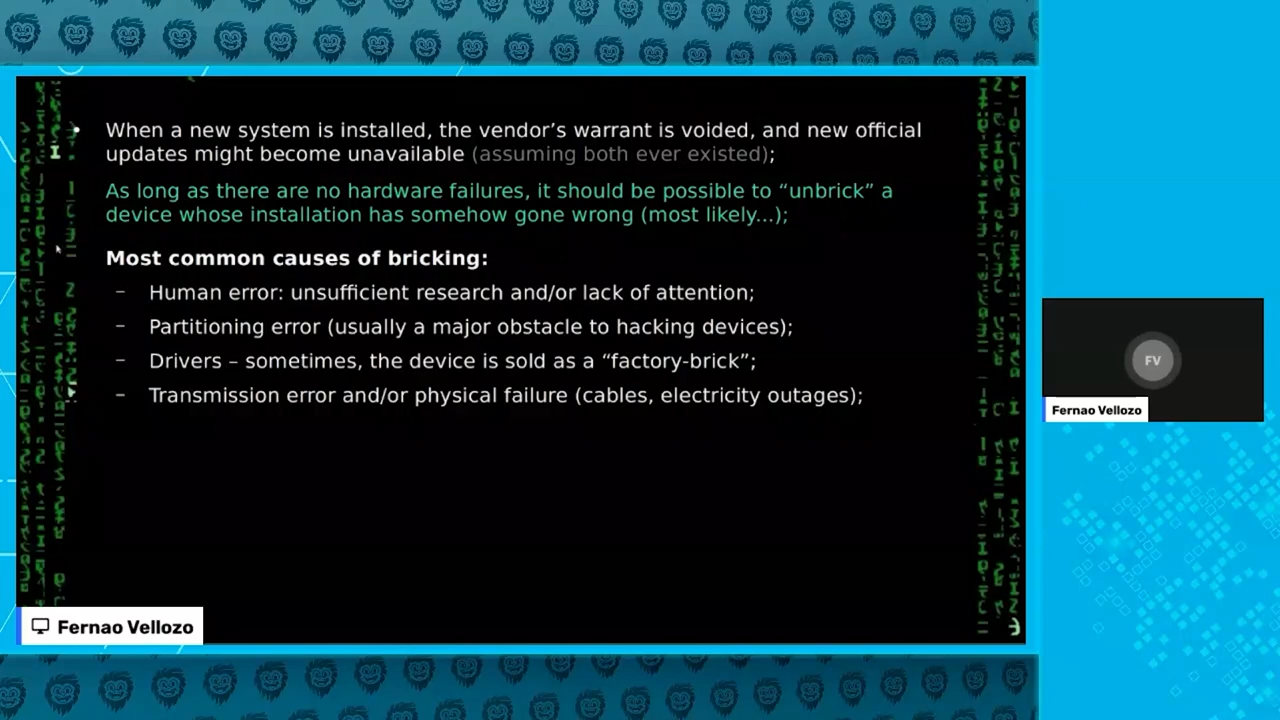 • When a new system is installed, the vendor’s warrant is voided, and new official
updates might become unavailable (assuming both ever existed);
As long as there are no hardware failures, it should be possible to “unbrick” a
device whose installation has somehow gone wrong (most likely...);
Most common causes of bricking:
– Human error: unsufficient research and/or lack of attention;
– Partitioning error (usually a major obstacle to hacking devices);
– Drivers – sometimes, the device is sold as a “factory-brick”;
– Transmission error and/or physical failure (cables, electricity outages);
Fernao Vellozo
FV
Fernao Vellozo